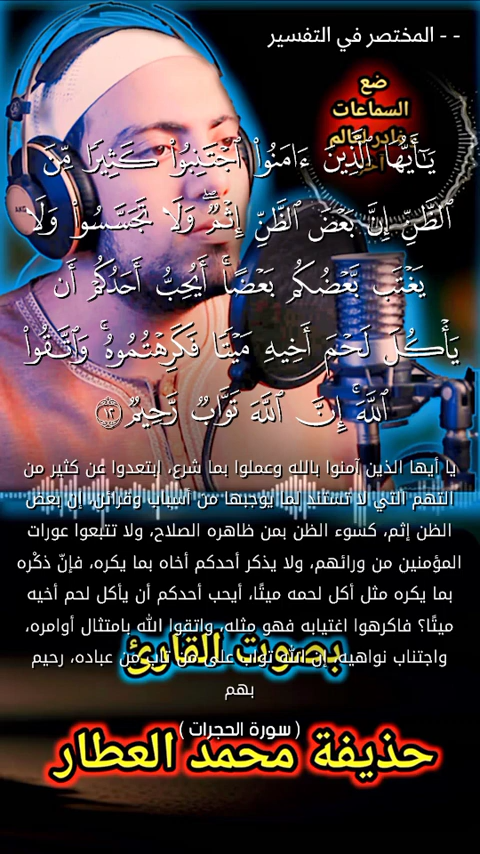 - - المختصر في التفسير
ضع
السماعات
وادر لعالم
يَٰٓأَيُّهَا ٱلَّذِينَ ءَامَنُواْ ٱجۡتَنِبُواْ كَثِيرٗا مِّنَ
ٱلظَّنِّ إِنَّ بَعۡضَ ٱلظَّنِّ إِثۡمٞۖ وَلَا تَجَسَّسُواْ وَلَا
يَغۡتَب بَّعۡضُكُم بَعۡضًاۚ أَيُحِبُّ أَحَدُكُمۡ أَن
يَأۡكُلَ لَحۡمَ أَخِيهِ مَيۡتٗا فَكَرِهۡتُمُوهُۚ وَٱتَّقُواْ
ٱللَّهَۚ إِنَّ ٱللَّهَ تَوَّابٞ رَّحِيمٞ ١٢
يا أيها الذين آمنوا بالله وعملوا بما شرع، ابتعدوا عن كثير من
التهم التي لا تستند لما يوجبها من أسباب وقرائن، إن بعض
الظن إثم، كسوء الظن بمن ظاهره الصلاح، ولا تتبعوا عورات
المؤمنين من ورائهم، ولا يذكر أحدكم أخاه بما يكره، فإنّ ذكْره
بما يكره مثل أكل لحمه ميتًا، أيحب أحدكم أن يأكل لحم أخيه
ميتًا؟ فاكرهوا اغتيابه فهو مثله، واتقوا الله بامتثال أوامره،
واجتناب نواهيه، إن الله تواب على من تاب من عباده، رحيم
بهم
بصوت القارئ
( سورة الحجرات )
حذيفة محمد العطار